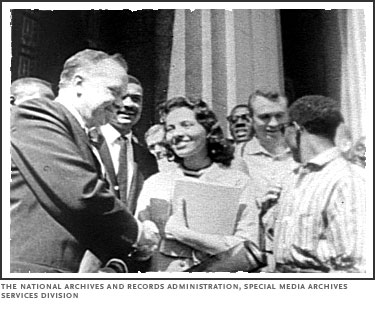 THE NATIONAL ARCHIVES AND RECORDS ADMINISTRATION, SPECIAL MEDIA ARCHIVES
SERVICES DIVISION